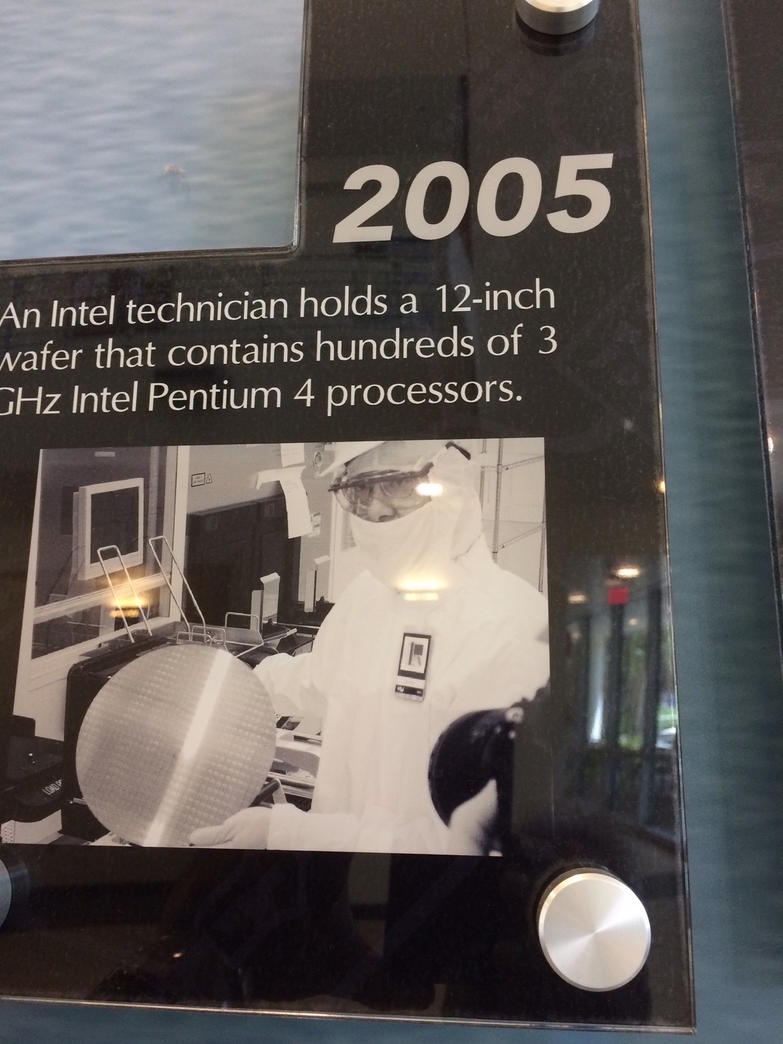 2005
An Intel technician holds a 12-inch
wafer that contains hundreds of 3
GHz Intel Pentium 4 processors.